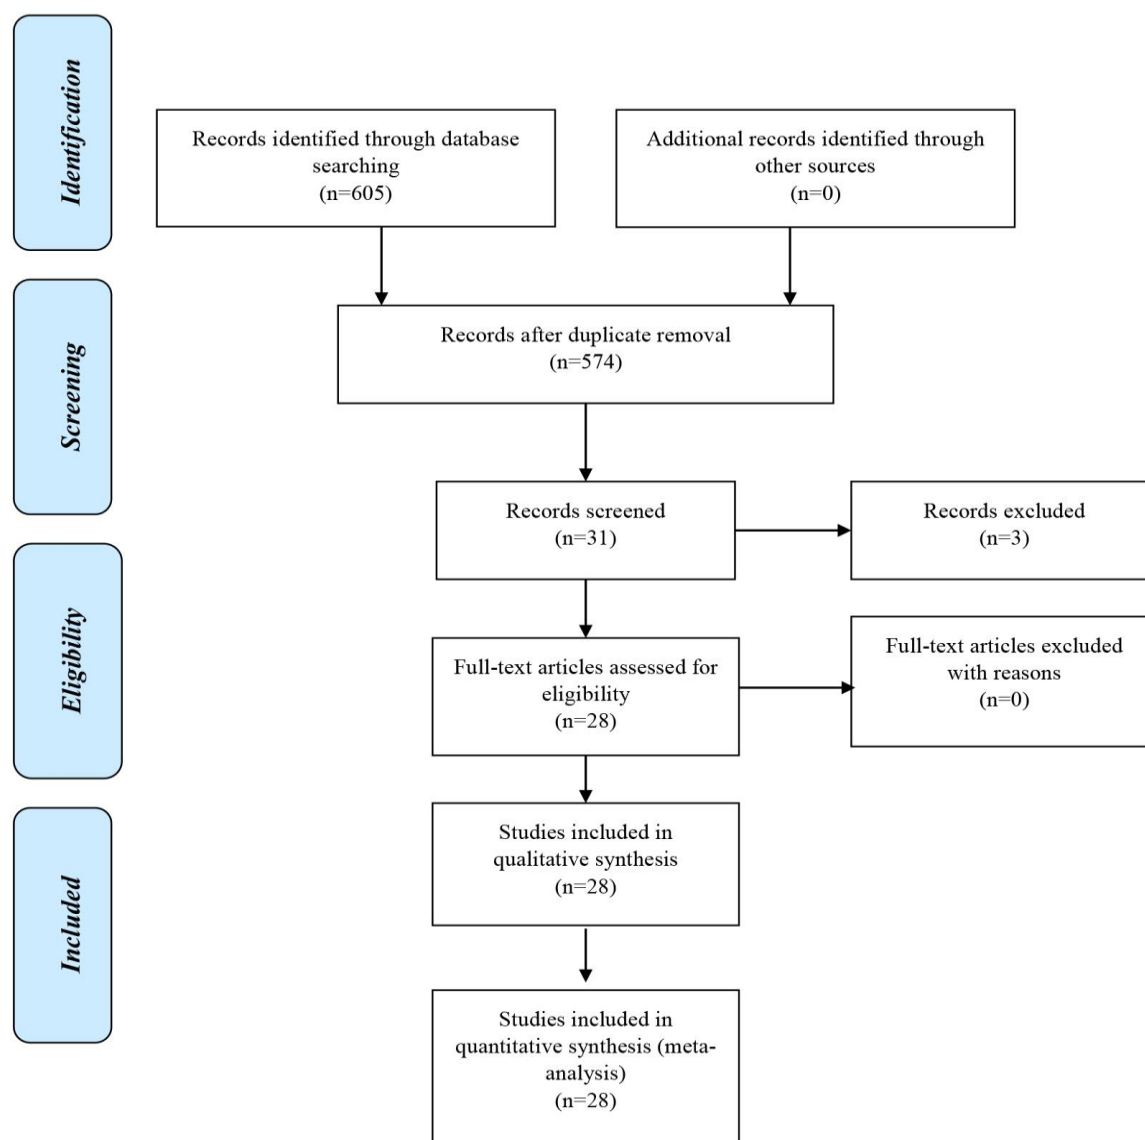 Identification
Records identified through database
searching
(n=605)
Additional records identified through
other sources
(n=0)
Screening
Records after duplicate removal
(n=574)
Records screened
(n=31)
Records excluded
(n=3)
Eligibility
Full-text articles assessed for
eligibility
(n=28)
Full-text articles excluded
with reasons
(n=0)
Included
Studies included in
qualitative synthesis
(n=28)
Studies included in
quantitative synthesis (meta-
analysis)
(n=28)